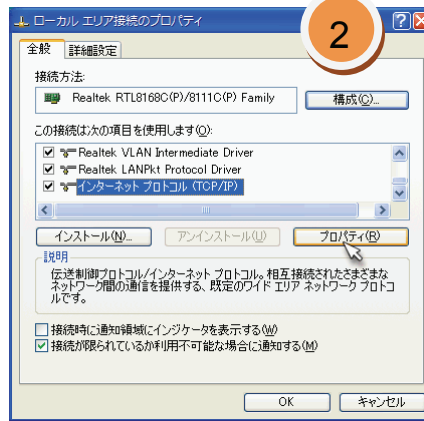 ローカル エリア接続のプロパティ
2
全般 詳細設定
接続方法:
Realtek RTL8168C(P)/8111C(P) Family
構成(C)...
この接続は次の項目を使用します(O):
Realtek VLAN Intermediate Driver
Realtek LANPkt Protocol Driver
インターネット プロトコル (TCP/IP)
インストール(N)... アンインストール(U) プロパティ(R)
説明
伝送制御プロトコル/インターネット プロトコル。相互接続されたさまざまな
ネットワーク間の通信を提供する、既定のワイド エリア ネットワーク プロトコ
ルです。
接続時に通知領域にインジケータを表示する(W)
接続が限られているか利用不可能な場合に通知する(M)
OK キャンセル